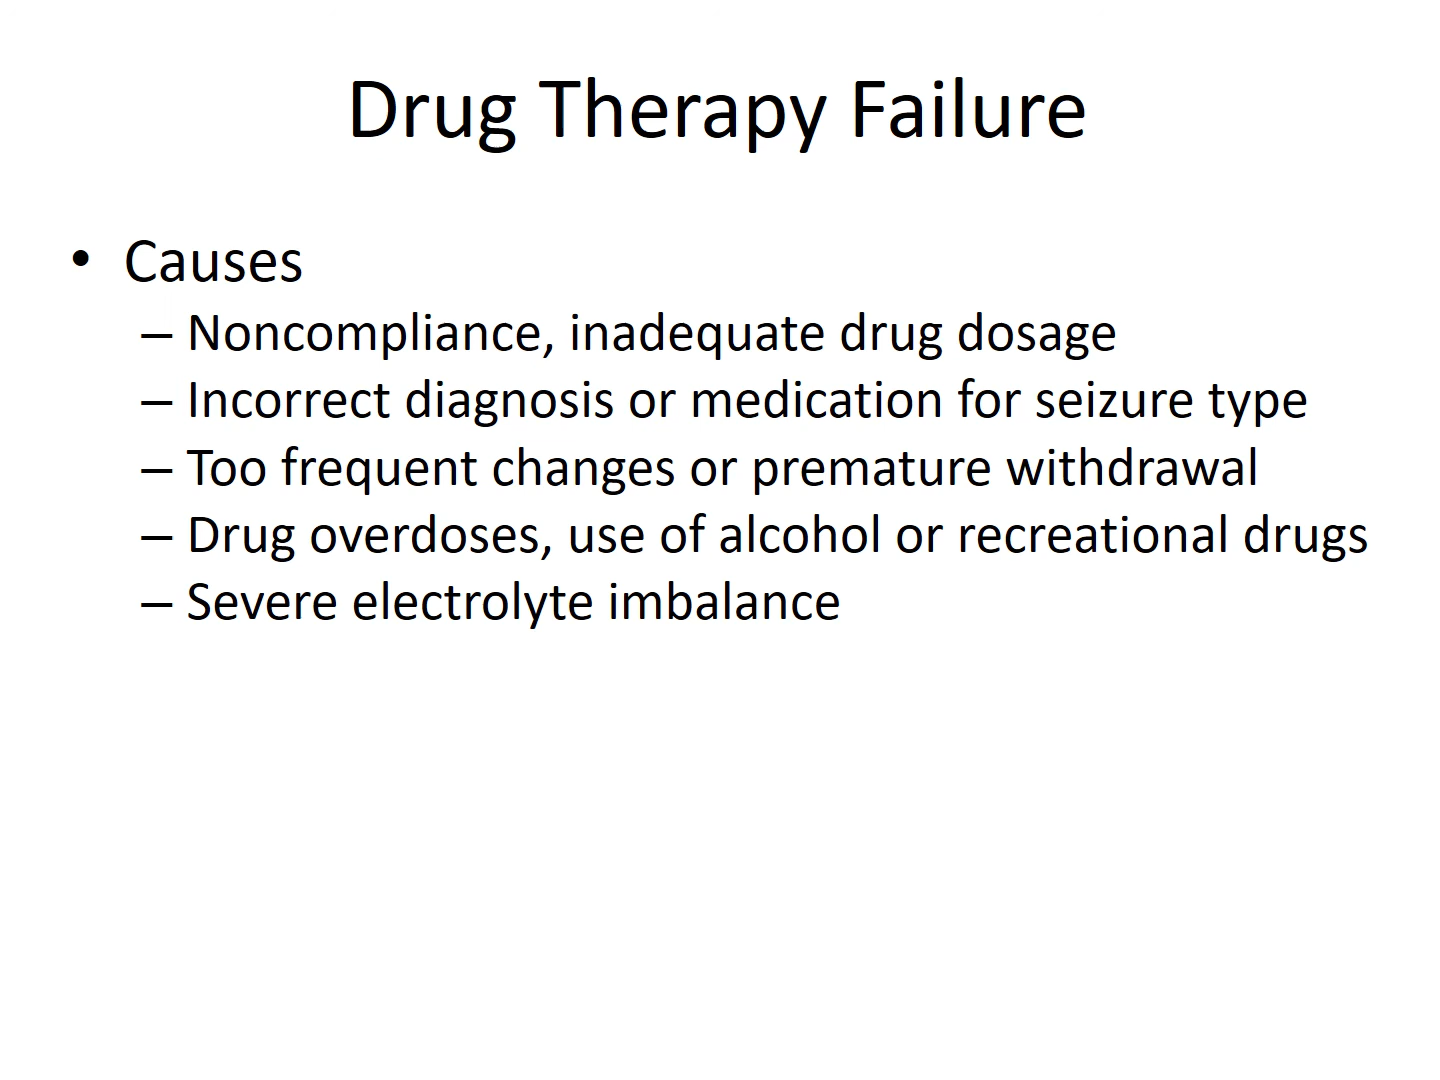 Drug Therapy Failure
• Causes
– Noncompliance, inadequate drug dosage
– Incorrect diagnosis or medication for seizure type
– Too frequent changes or premature withdrawal
– Drug overdoses, use of alcohol or recreational drugs
– Severe electrolyte imbalance